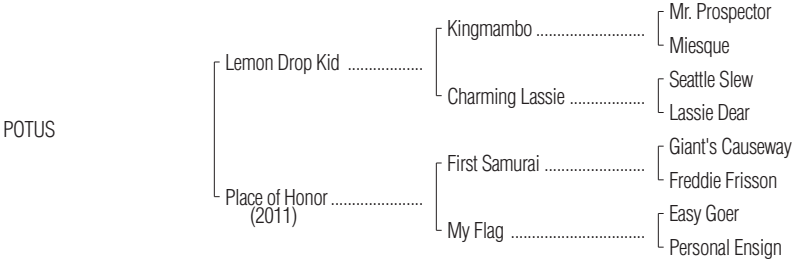 Mr. Prospector
Kingmambo ........................
Miesque
Lemon Drop Kid ..................
Seattle Slew
Charming Lassie .................
Lassie Dear
POTUS
Giant's Causeway
First Samurai .......................
Freddie Frisson
Place of Honor .....................
(2011)
Easy Goer
My Flag ..............................
Personal Ensign